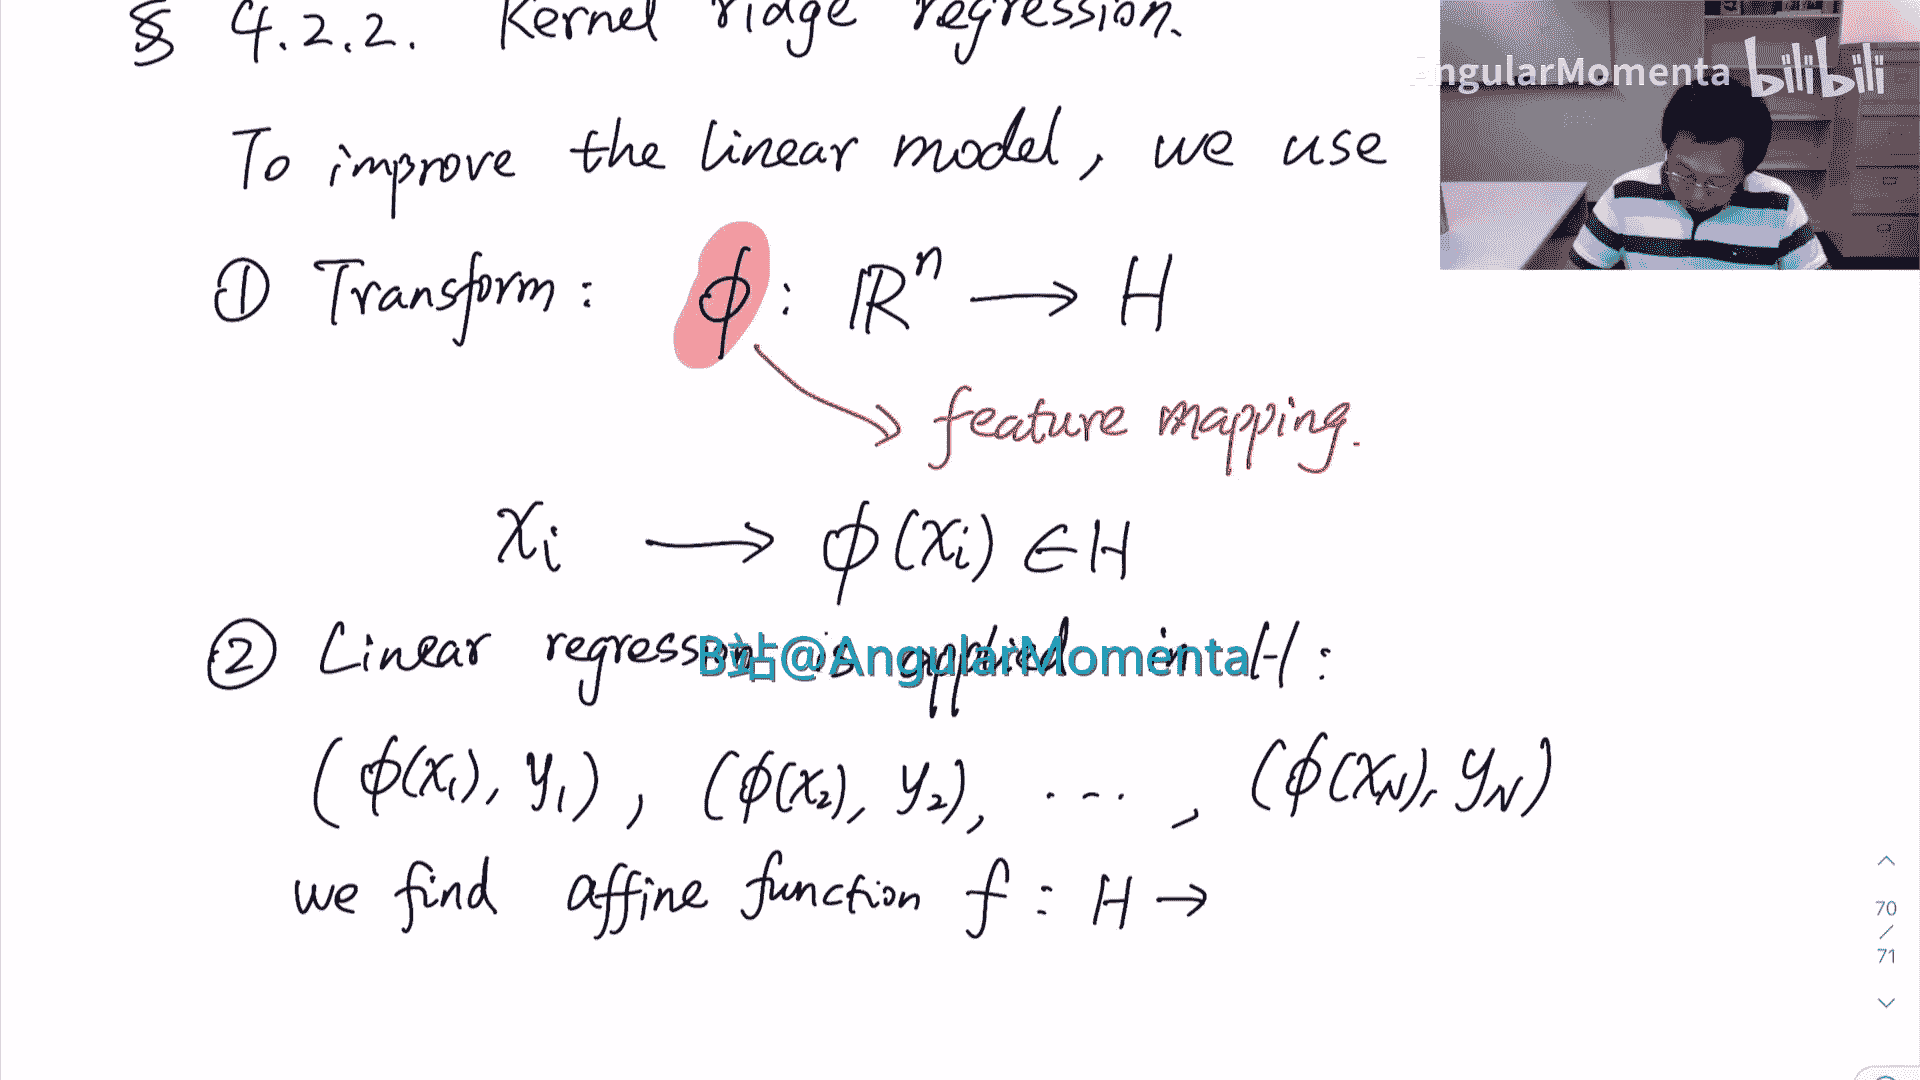 § 4.2.2. Kernel ridge regression.
AngularMomenta bilibili
To improve the linear model, we use
① Transform: ϕ: ℝⁿ ⟶ H
feature mapping.
xᵢ ⟶ ϕ(xᵢ) ∈ H
② Linear regression is applied in H:
B站@AngularMomenta
(ϕ(x₁), y₁), (ϕ(x₂), y₂), ..., (ϕ(x_N), y_N)
we find affine function f: H →
70
/
71